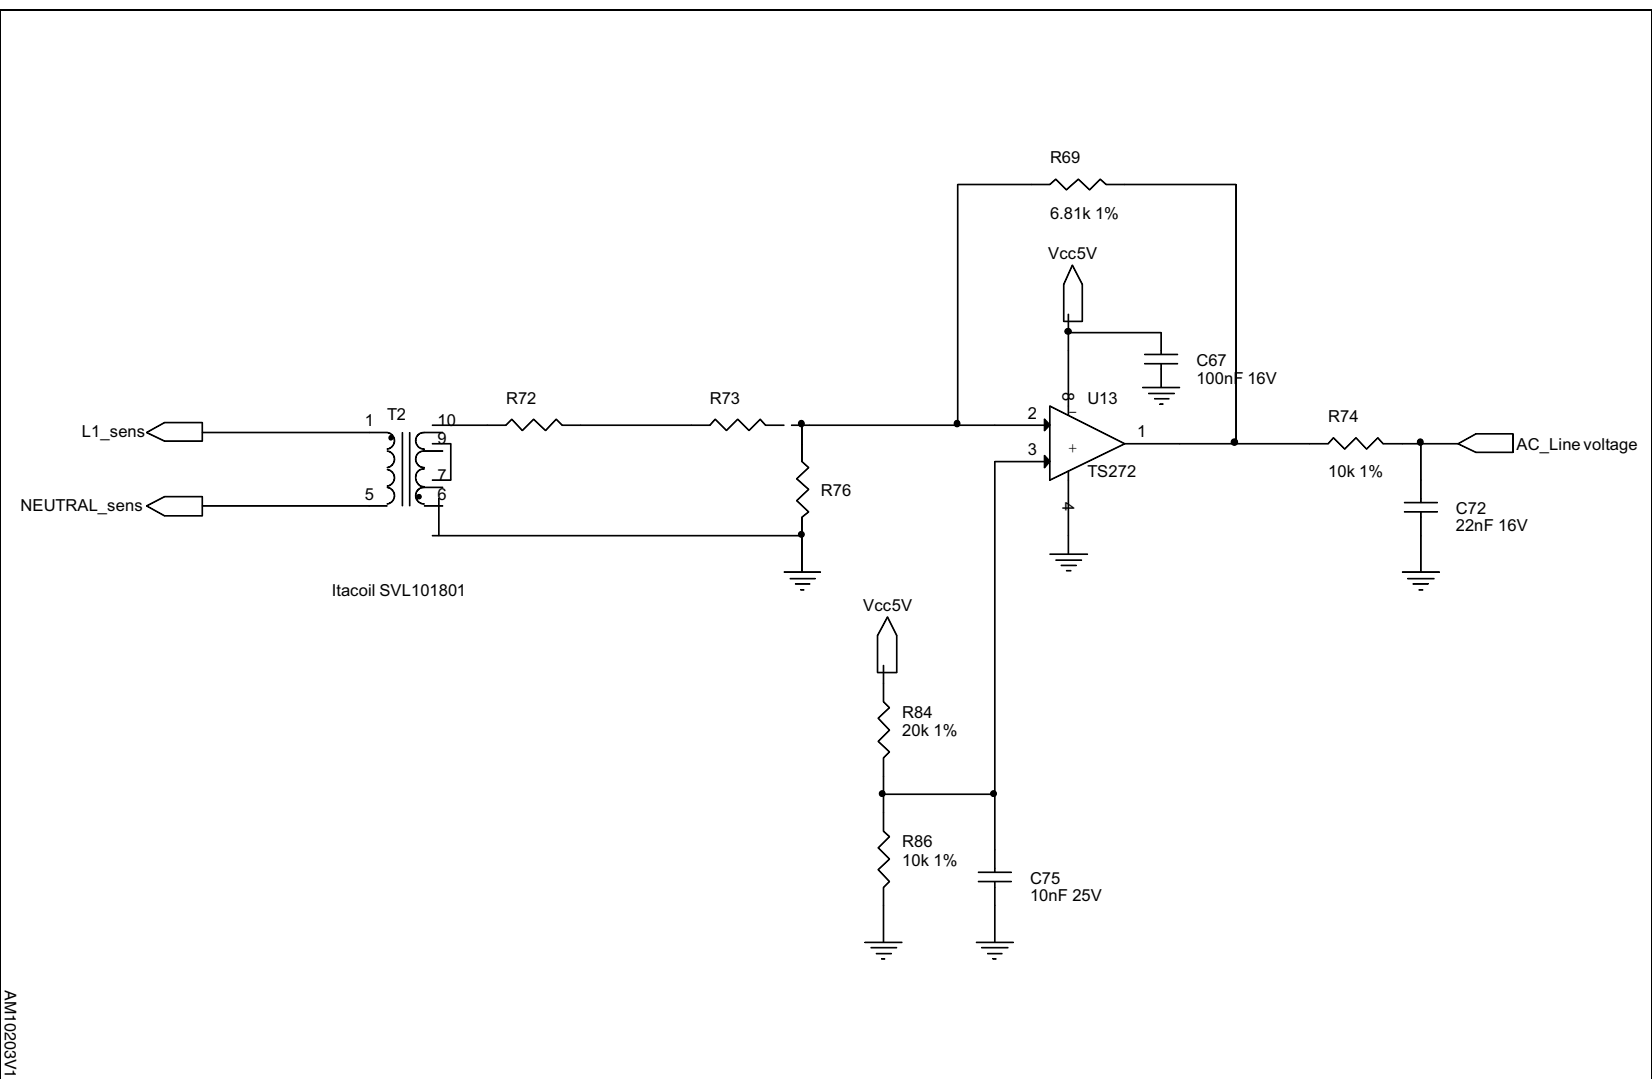 R69
6.81k 1%
Vcc5V
C67
100nF 16V
8
U13
2
-
3
+
1
TS272
4
R72
R73
R74
10k 1%
L1_sens
1
T2
10
9
7
6
5
NEUTRAL_sens
R76
AC_Line voltage
C72
22nF 16V
Itacoil SVL101801
Vcc5V
R84
20k 1%
R86
10k 1%
C75
10nF 25V
AM10203V1